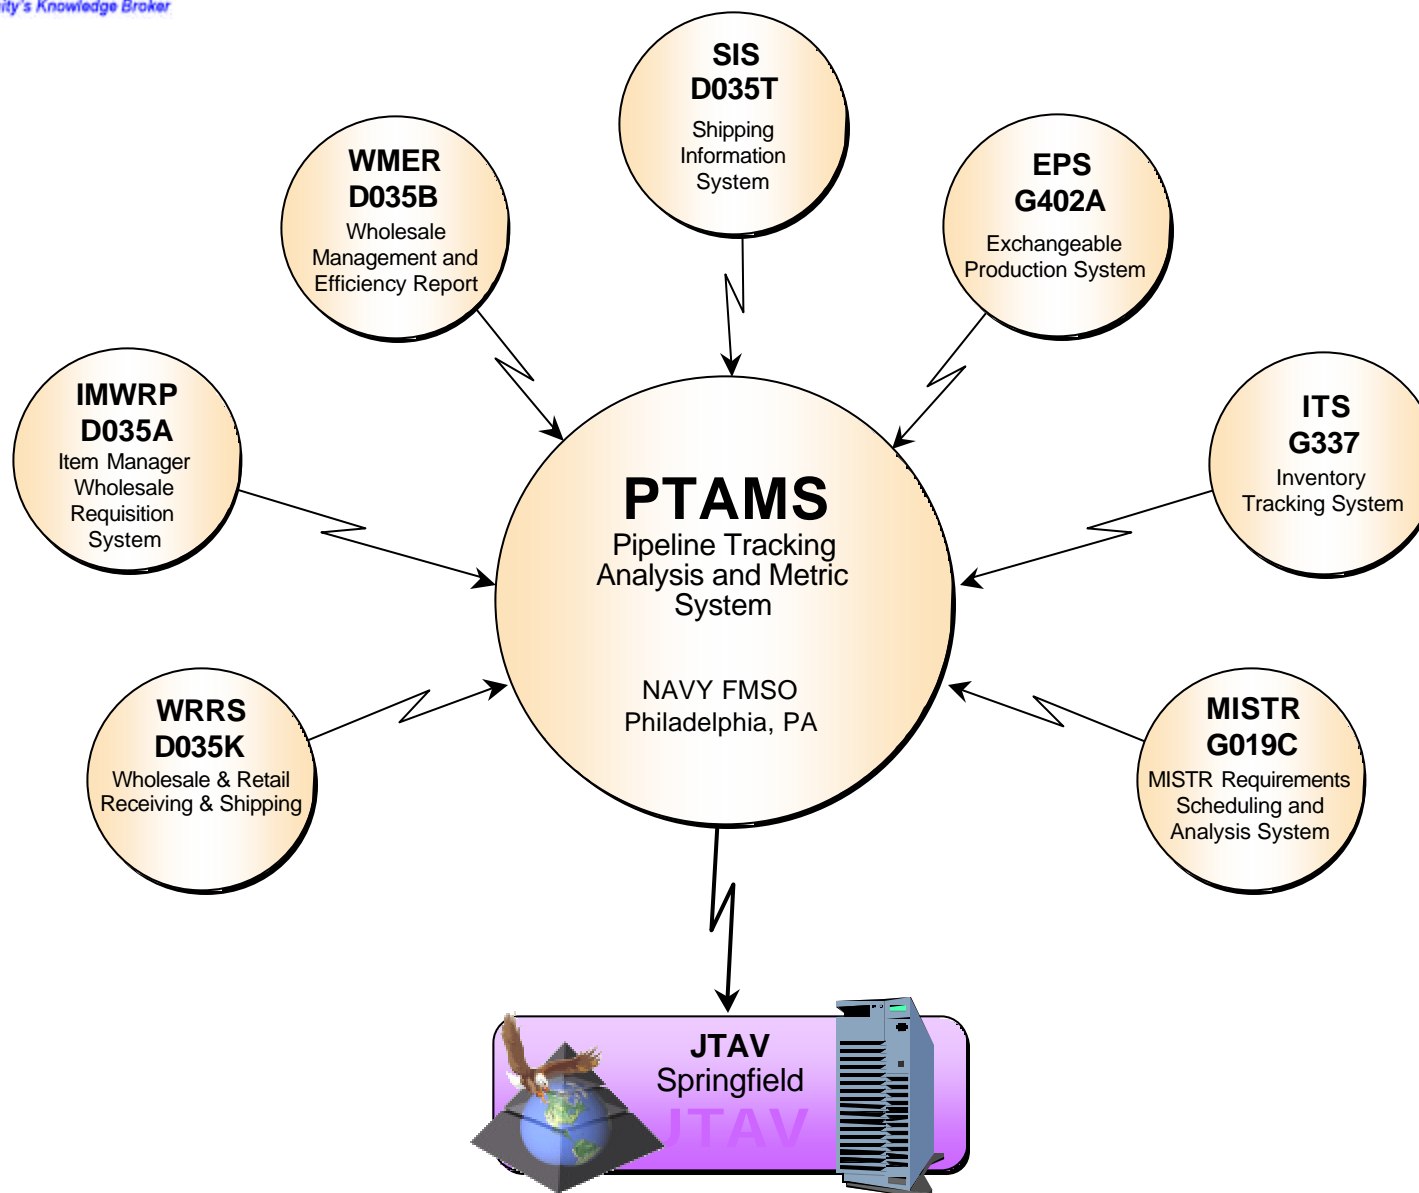 Knowledge Broker
SIS
D035T
Shipping
Information
System
WMER
D035B
Wholesale
Management and
Efficiency Report
EPS
G402A
Exchangeable
Production System
IMWRP
D035A
Item Manager
Wholesale
Requisition
System
ITS
G337
Inventory
Tracking System
PTAMS
Pipeline Tracking
Analysis and Metric
System
NAVY FMSO
Philadelphia, PA
WRRS
D035K
Wholesale & Retail
Receiving & Shipping
MISTR
G019C
MISTR Requirements
Scheduling and
Analysis System
JTAV
Springfield
JTAV